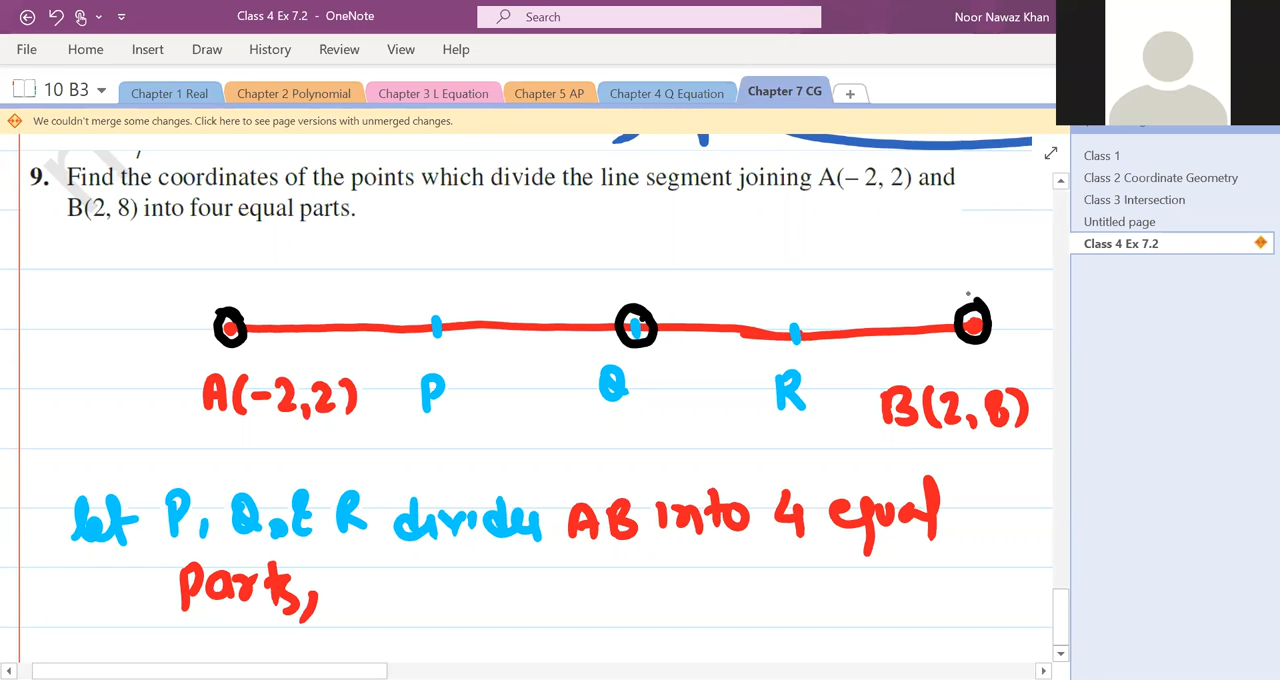 Class 4 Ex 7.2 - OneNote
Search
Noor Nawaz Khan
File Home Insert Draw History Review View Help
10 B3
Chapter 1 Real
Chapter 2 Polynomial
Chapter 3 L Equation
Chapter 5 AP
Chapter 4 Q Equation
Chapter 7 CG
We couldn't merge some changes. Click here to see page versions with unmerged changes.
Class 1
Class 2 Coordinate Geometry
Class 3 Intersection
Untitled page
Class 4 Ex 7.2
9. Find the coordinates of the points which divide the line segment joining A(– 2, 2) and
B(2, 8) into four equal parts.
A(-2,2) P Q R B(2,8)
let P, Q, & R divides AB into 4 equal
parts,